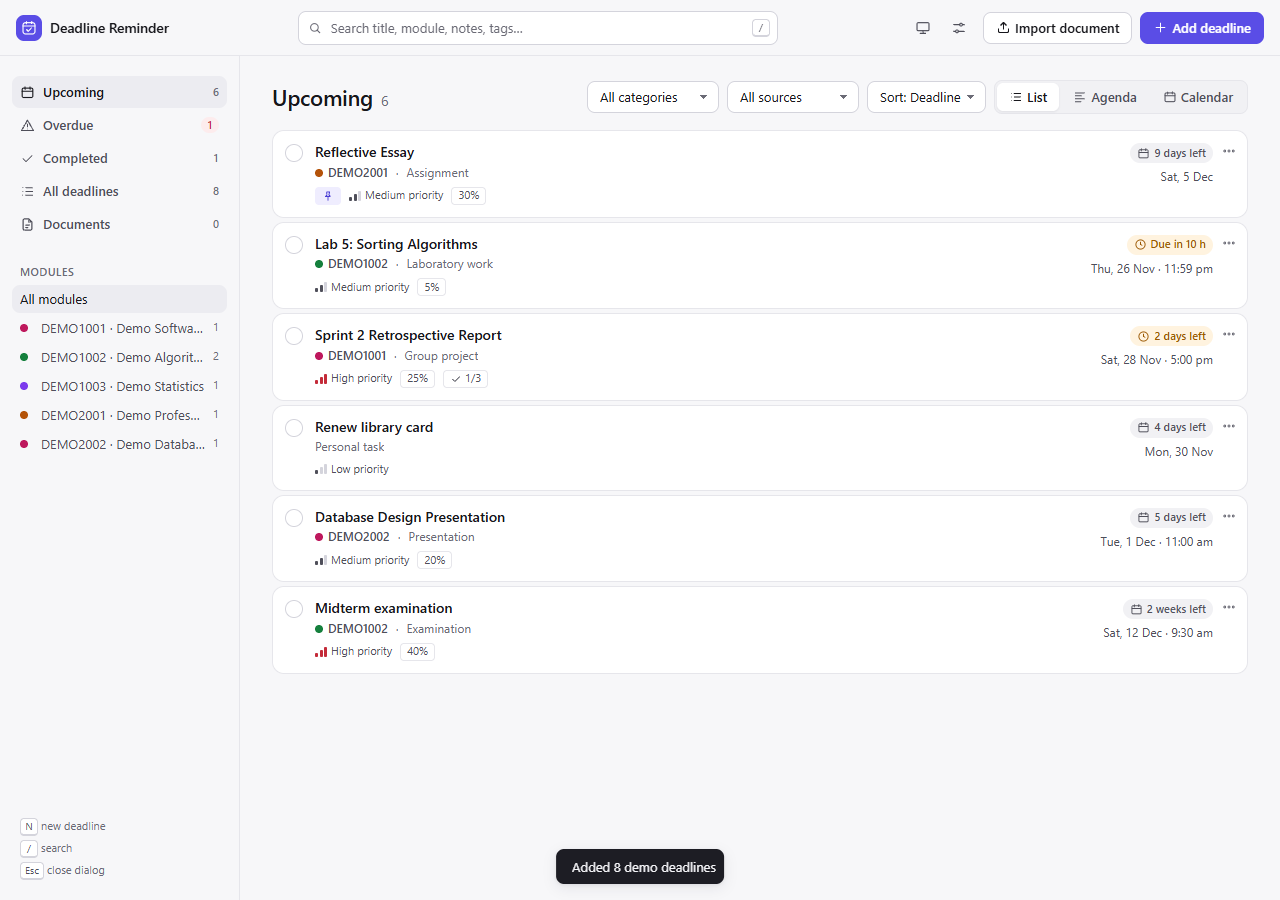 Deadline Reminder
Search title, module, notes, tags...
/
Import document
Add deadline
Upcoming 6
Overdue 1
Completed 1
All deadlines 8
Documents 0
MODULES
All modules
DEMO1001 · Demo Softwa... 1
DEMO1002 · Demo Algorit... 2
DEMO1003 · Demo Statistics 1
DEMO2001 · Demo Profes... 1
DEMO2002 · Demo Databa... 1
N new deadline
/ search
Esc close dialog
Upcoming 6
All categories
All sources
Sort: Deadline
List
Agenda
Calendar
Reflective Essay
9 days left
DEMO2001 · Assignment
Sat, 5 Dec
Medium priority 30%
Lab 5: Sorting Algorithms
Due in 10 h
DEMO1002 · Laboratory work
Thu, 26 Nov · 11:59 pm
Medium priority 5%
Sprint 2 Retrospective Report
2 days left
DEMO1001 · Group project
Sat, 28 Nov · 5:00 pm
High priority 25% 1/3
Renew library card
4 days left
Personal task
Mon, 30 Nov
Low priority
Database Design Presentation
5 days left
DEMO2002 · Presentation
Tue, 1 Dec · 11:00 am
Medium priority 20%
Midterm examination
2 weeks left
DEMO1002 · Examination
Sat, 12 Dec · 9:30 am
High priority 40%
Added 8 demo deadlines